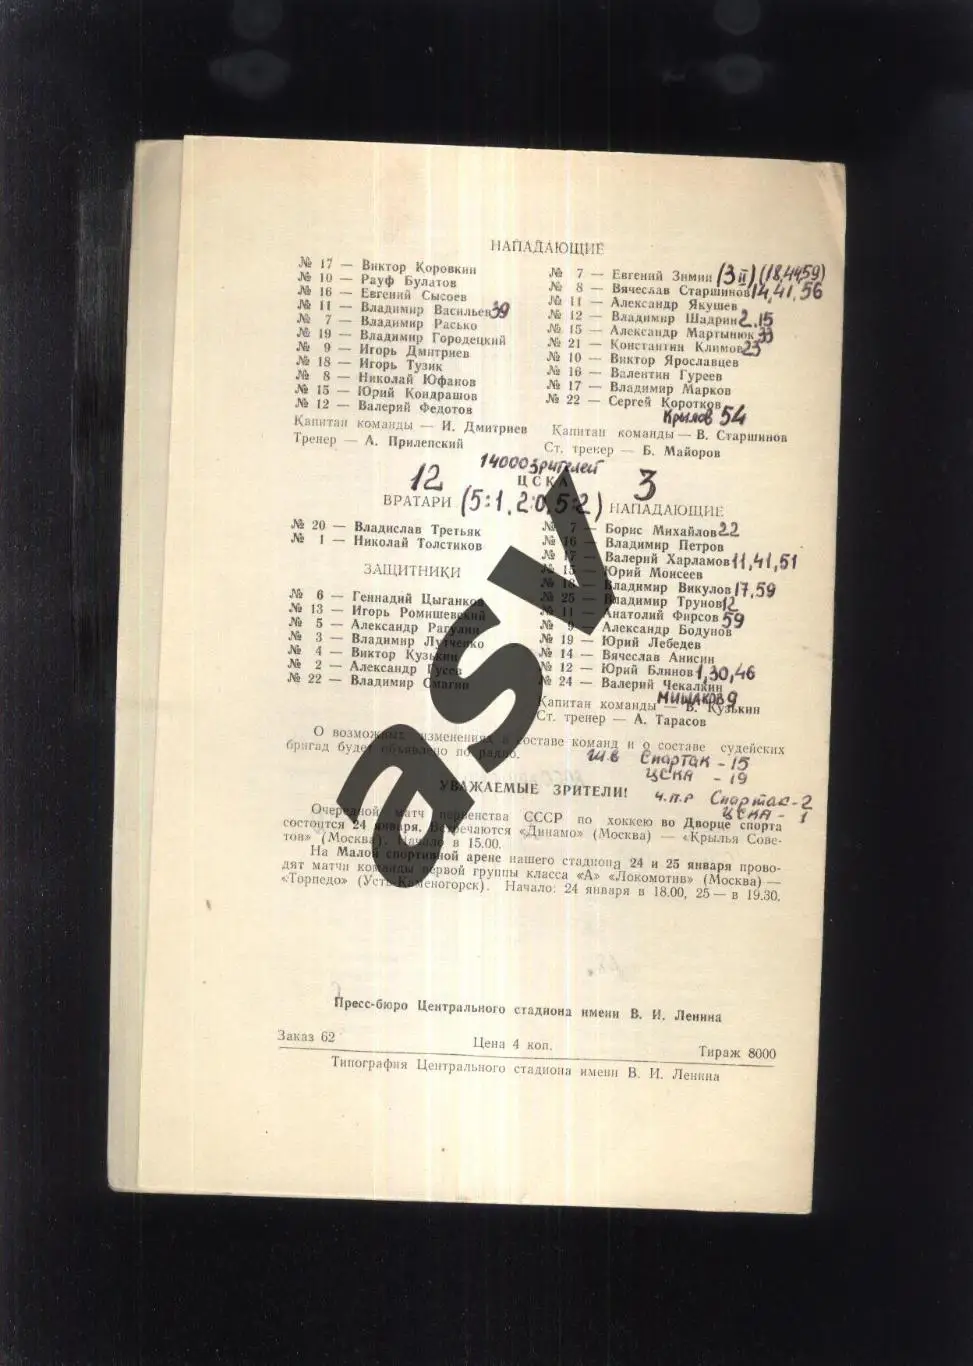 НАПАДАЮЩИЕ
№ 17 — Виктор Коровкин
№ 10 — Рауф Булатов
№ 16 — Евгений Сысоев
№ 11 — Владимир Васильев 39
№ 7 — Владимир Расько
№ 19 — Владимир Городецкий
№ 9 — Игорь Дмитриев
№ 18 — Игорь Тузик
№ 8 — Николай Юфанов
№ 15 — Юрий Кондрашов
№ 12 — Валерий Федотов
Капитан команды — И. Дмитриев
Тренер — А. Прилепский
№ 7 — Евгений Зимин (3 II) (18,44,59)
№ 8 — Вячеслав Старшинов 14,41,56
№ 11 — Александр Якушев
№ 12 — Владимир Шадрин 2,15
№ 15 — Александр Мартынюк 33
№ 21 — Константин Климов 23
№ 10 — Виктор Ярославцев
№ 16 — Валентин Гуреев
№ 17 — Владимир Марков
№ 22 — Сергей Коротков
Крылов 54
Капитан команды — В. Старшинов
Ст. тренер — Б. Майоров
14000 зрителей
12 ЦСКА 3
(5:1, 2:0, 5:2)
ВРАТАРИ
№ 20 — Владислав Третьяк
№ 1 — Николай Толстиков
ЗАЩИТНИКИ
№ 6 — Геннадий Цыганков
№ 13 — Игорь Ромишевский
№ 5 — Александр Рагулин
№ 3 — Владимир Лутченко
№ 4 — Виктор Кузькин
№ 2 — Александр Гусев
№ 22 — Владимир Смагин
НАПАДАЮЩИЕ
№ 7 — Борис Михайлов 22
№ 16 — Владимир Петров
№ 17 — Валерий Харламов 11,41,51
№ 15 — Юрий Моисеев
№ 18 — Владимир Викулов 17,59
№ 25 — Владимир Трунов 12
№ 11 — Анатолий Фирсов 59
№ 9 — Александр Бодунов
№ 19 — Юрий Лебедев
№ 14 — Вячеслав Анисин
№ 12 — Юрий Блинов 1,30,46
№ 24 — Валерий Чекалкин
Мишаков 9
Капитан команды — В. Кузькин
Ст. тренер — А. Тарасов
О возможных изменениях в составе команд и о составе судейских
бригад будет объявлено по радио.
Ш.в Спартак - 15
ЦСКА - 19
УВАЖАЕМЫЕ ЗРИТЕЛИ!
ч.п.р Спартак - 2
ЦСКА - 1
Очередной матч первенства СССР по хоккею во Дворце спорта
состоится 24 января. Встречаются «Динамо» (Москва) — «Крылья Сове-
тов» (Москва). Начало в 15.00.
На Малой спортивной арене нашего стадиона 24 и 25 января прово-
дят матчи команды первой группы класса «А» «Локомотив» (Москва) —
«Торпедо» (Усть-Каменогорск). Начало: 24 января в 18.00, 25 — в 19.30.
Пресс-бюро Центрального стадиона имени В. И. Ленина
Заказ 62 Цена 4 коп. Тираж 8000
Типография Центрального стадиона имени В. И. Ленина
asy